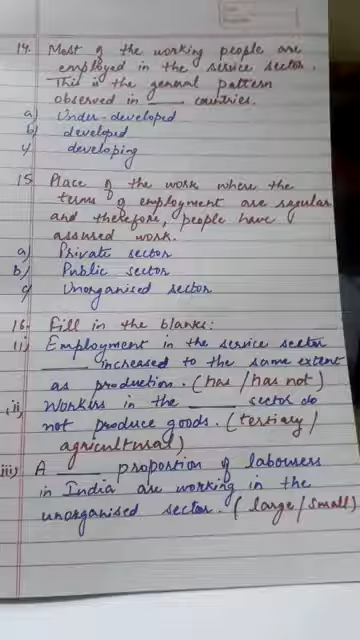 14. Most of the working people are
employed in the service sector.
This is the general pattern
observed in ____ countries.
a) Under-developed
b) developed
c) developing
15. Place of the work where the
terms of employment are regular
and therefore, people have
assured work.
a) Private sector
b) Public sector
c) Unorganised sector
16. Fill in the blanks:
(i) Employment in the service sector
____ increased to the same extent
as production. (has / has not)
(ii) Workers in the ____ sector do
not produce goods. (tertiary /
agricultural)
(iii) A ____ proportion of labourers
in India are working in the
unorganised sector. (large / small)